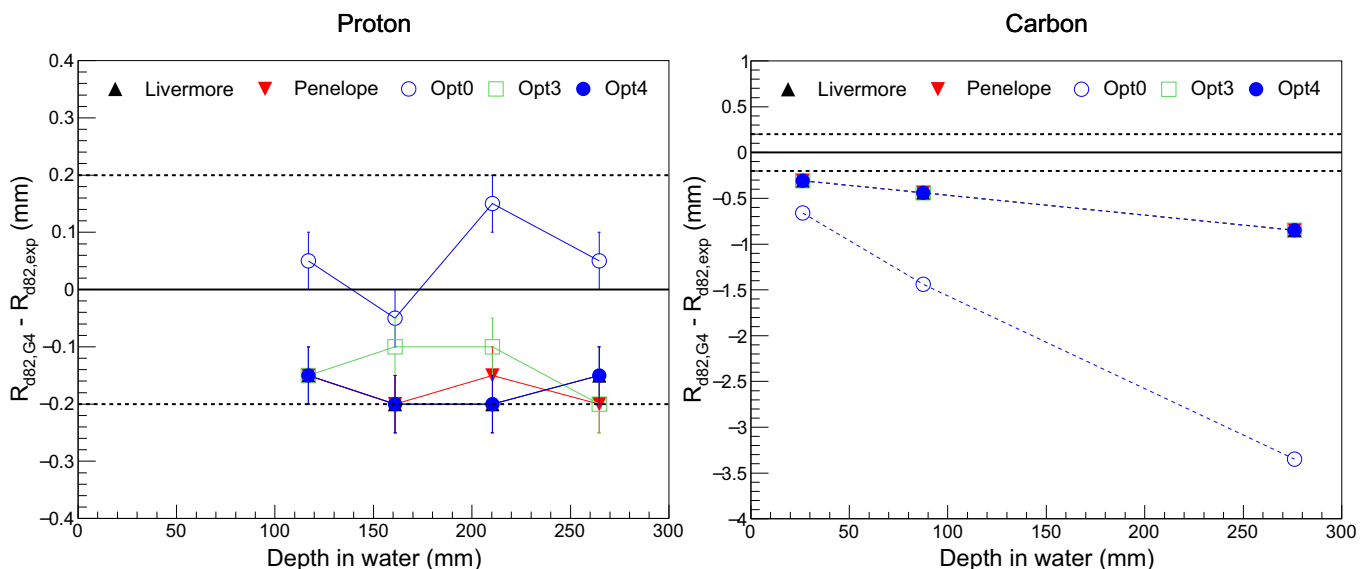 Proton
Livermore Penelope Opt0 Opt3 Opt4
0.4
0.3
0.2
0.1
0
−0.1
−0.2
−0.3
−0.4
R_d82,G4 - R_d82,exp (mm)
0 50 100 150 200 250 300
Depth in water (mm)
Carbon
Livermore Penelope Opt0 Opt3 Opt4
1
0.5
0
−0.5
−1
−1.5
−2
−2.5
−3
−3.5
−4
R_d82,G4 - R_d82,exp (mm)
0 50 100 150 200 250 300
Depth in water (mm)